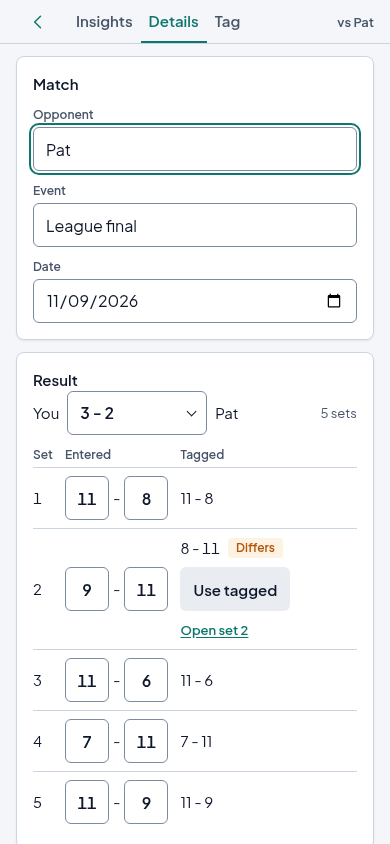 Insights Details Tag vs Pat
Match
Opponent
Pat
Event
League final
Date
11/09/2026
Result
You 3 - 2 Pat 5 sets
Set Entered Tagged
1 11 - 8 11 - 8
8 - 11 Differs
2 9 - 11 Use tagged
Open set 2
3 11 - 6 11 - 6
4 7 - 11 7 - 11
5 11 - 9 11 - 9